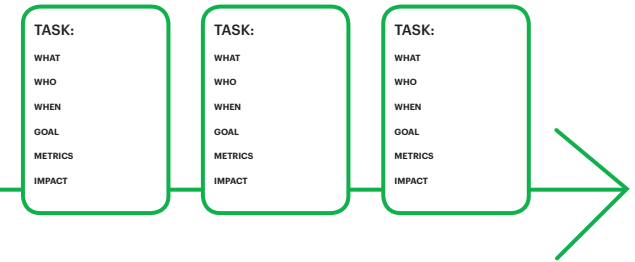 TASK:
WHAT
WHO
WHEN
GOAL
METRICS
IMPACT
TASK:
WHAT
WHO
WHEN
GOAL
METRICS
IMPACT
TASK:
WHAT
WHO
WHEN
GOAL
METRICS
IMPACT